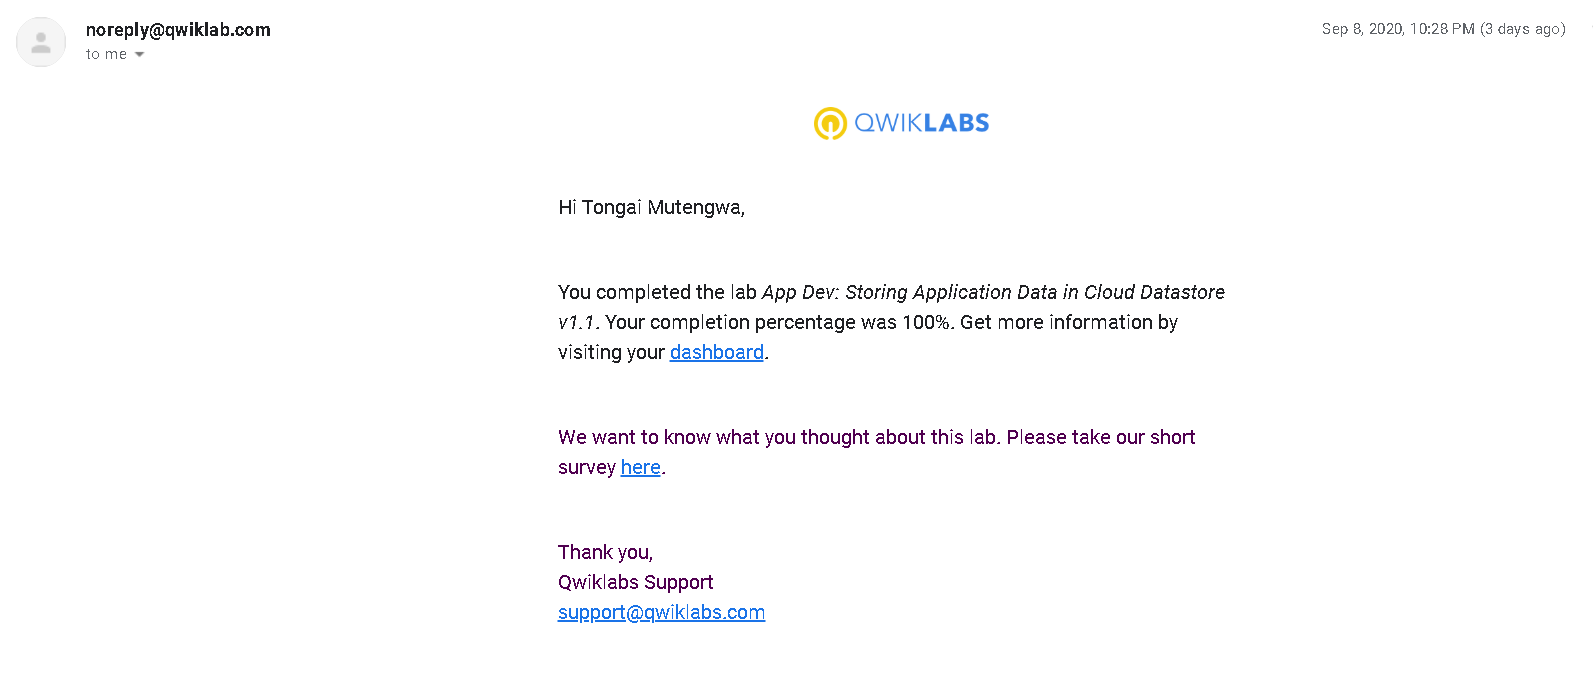 noreply@qwiklab.com
Sep 8, 2020, 10:28 PM (3 days ago)
to me
QWIKLABS
Hi Tongai Mutengwa,
You completed the lab App Dev: Storing Application Data in Cloud Datastore
v1.1. Your completion percentage was 100%. Get more information by
visiting your dashboard.
We want to know what you thought about this lab. Please take our short
survey here.
Thank you,
Qwiklabs Support
support@qwiklabs.com